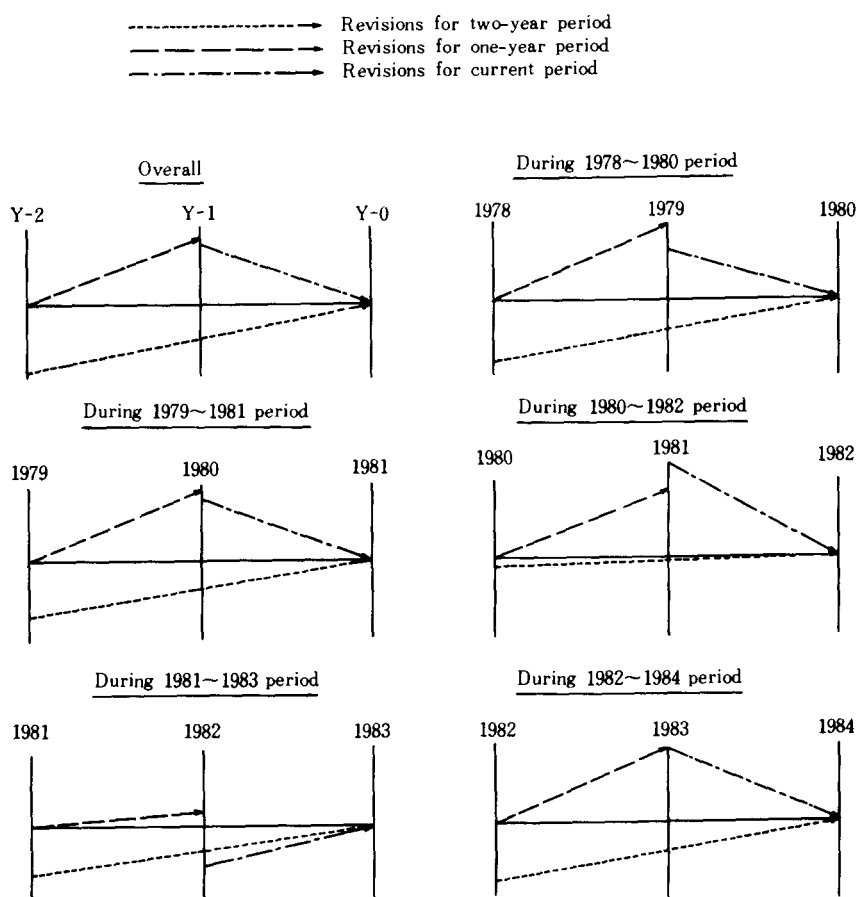 Revisions for two-year period
Revisions for one-year period
Revisions for current period
Overall
Y-2 Y-1 Y-0
During 1978~1980 period
1978 1979 1980
During 1979~1981 period
1979 1980 1981
During 1980~1982 period
1980 1981 1982
During 1981~1983 period
1981 1982 1983
During 1982~1984 period
1982 1983 1984